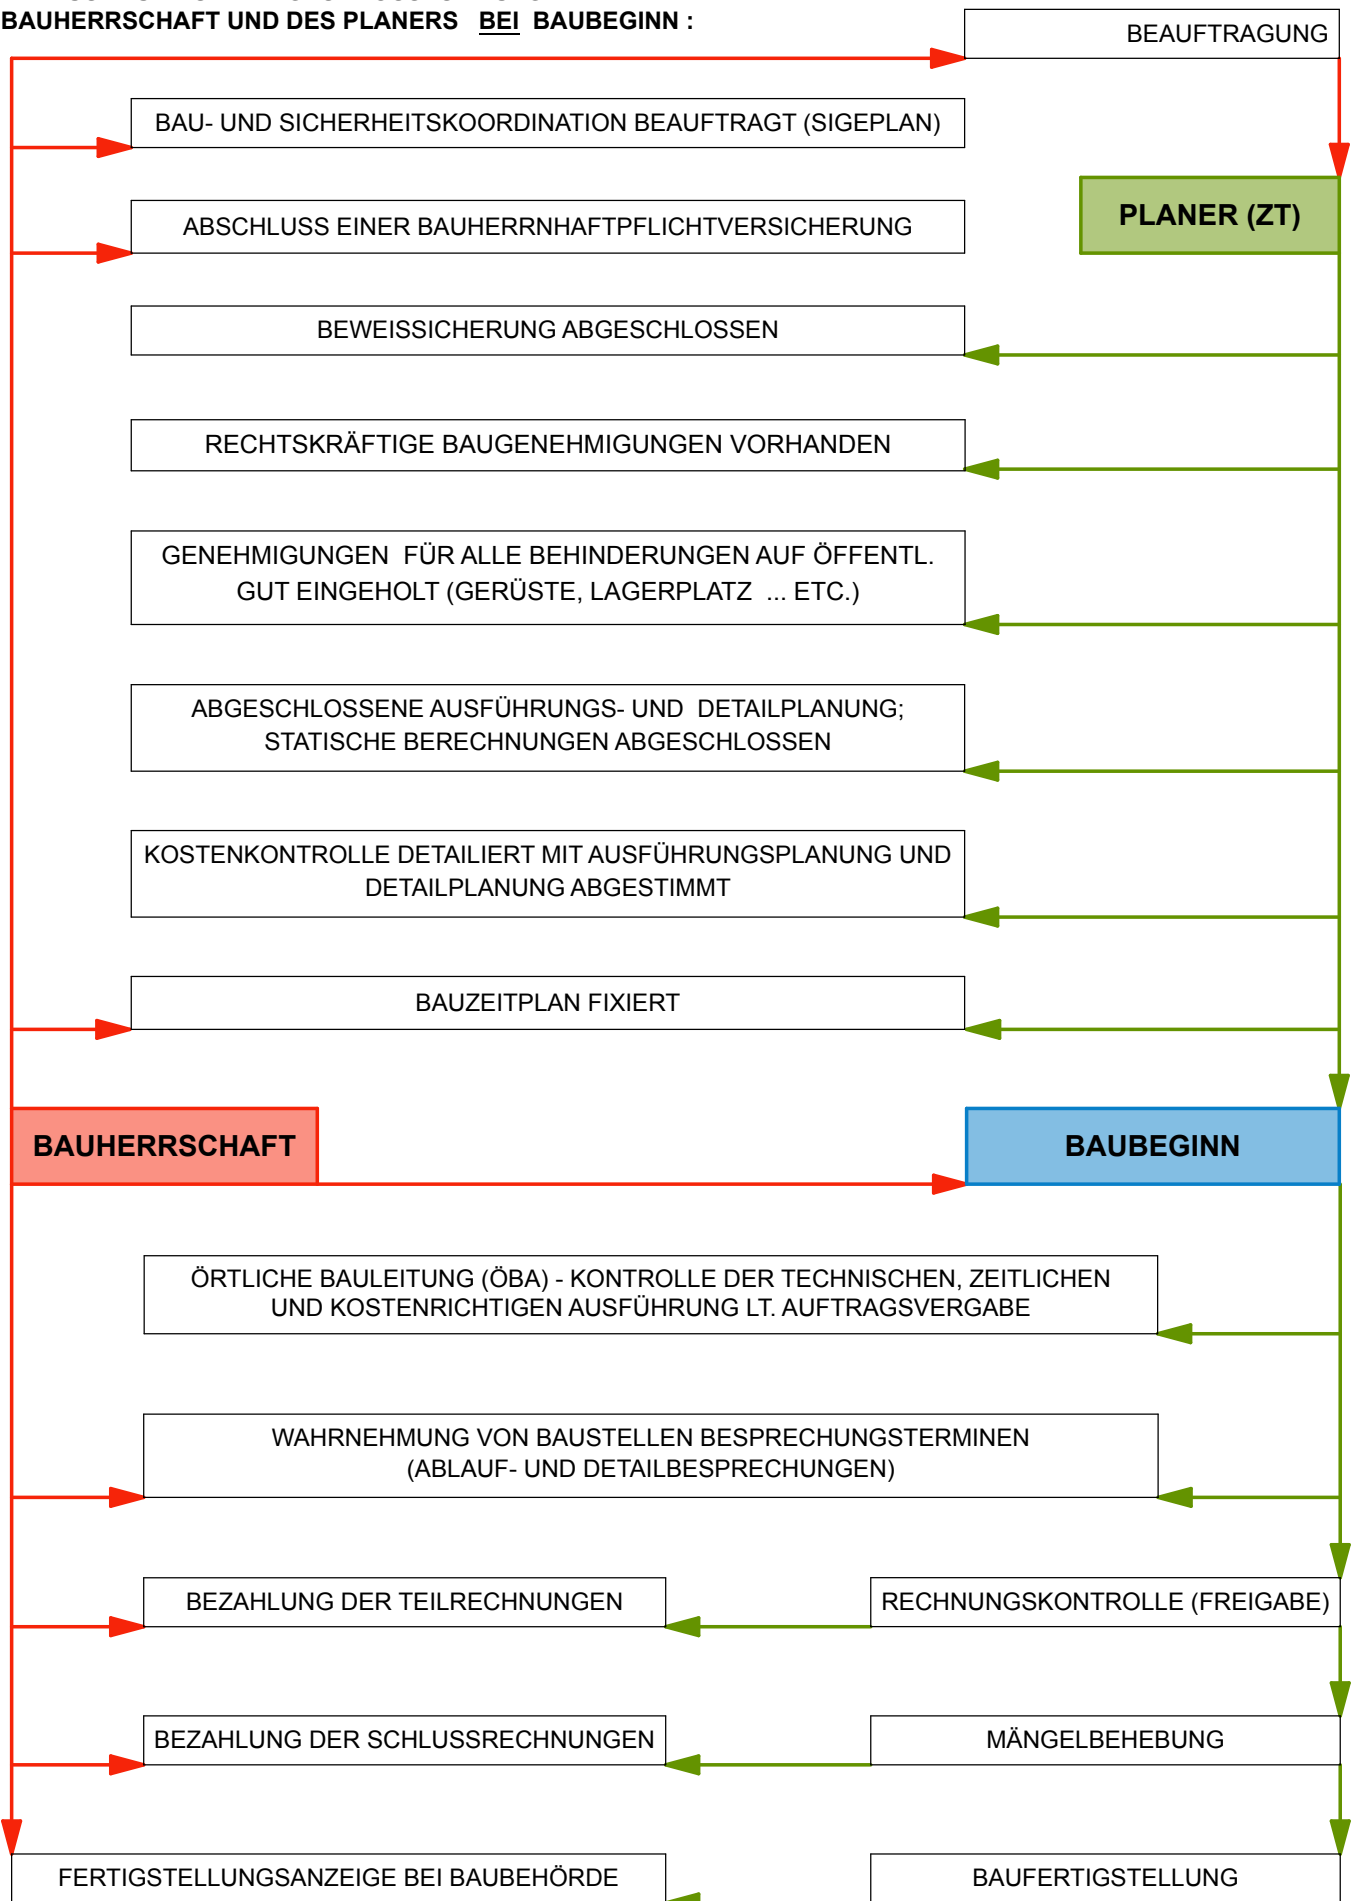 BAUHERRSCHAFT UND DES PLANERS BEI BAUBEGINN :
BEAUFTRAGUNG
BAU- UND SICHERHEITSKOORDINATION BEAUFTRAGT (SIGEPLAN)
PLANER (ZT)
ABSCHLUSS EINER BAUHERRNHAFTPFLICHTVERSICHERUNG
BEWEISSICHERUNG ABGESCHLOSSEN
RECHTSKRÄFTIGE BAUGENEHMIGUNGEN VORHANDEN
GENEHMIGUNGEN FÜR ALLE BEHINDERUNGEN AUF ÖFFENTL.
GUT EINGEHOLT (GERÜSTE, LAGERPLATZ ... ETC.)
ABGESCHLOSSENE AUSFÜHRUNGS- UND DETAILPLANUNG;
STATISCHE BERECHNUNGEN ABGESCHLOSSEN
KOSTENKONTROLLE DETAILIERT MIT AUSFÜHRUNGSPLANUNG UND
DETAILPLANUNG ABGESTIMMT
BAUZEITPLAN FIXIERT
BAUHERRSCHAFT
BAUBEGINN
ÖRTLICHE BAULEITUNG (ÖBA) - KONTROLLE DER TECHNISCHEN, ZEITLICHEN
UND KOSTENRICHTIGEN AUSFÜHRUNG LT. AUFTRAGSVERGABE
WAHRNEHMUNG VON BAUSTELLEN BESPRECHUNGSTERMINEN
(ABLAUF- UND DETAILBESPRECHUNGEN)
BEZAHLUNG DER TEILRECHNUNGEN
RECHNUNGSKONTROLLE (FREIGABE)
BEZAHLUNG DER SCHLUSSRECHNUNGEN
MÄNGELBEHEBUNG
FERTIGSTELLUNGSANZEIGE BEI BAUBEHÖRDE
BAUFERTIGSTELLUNG